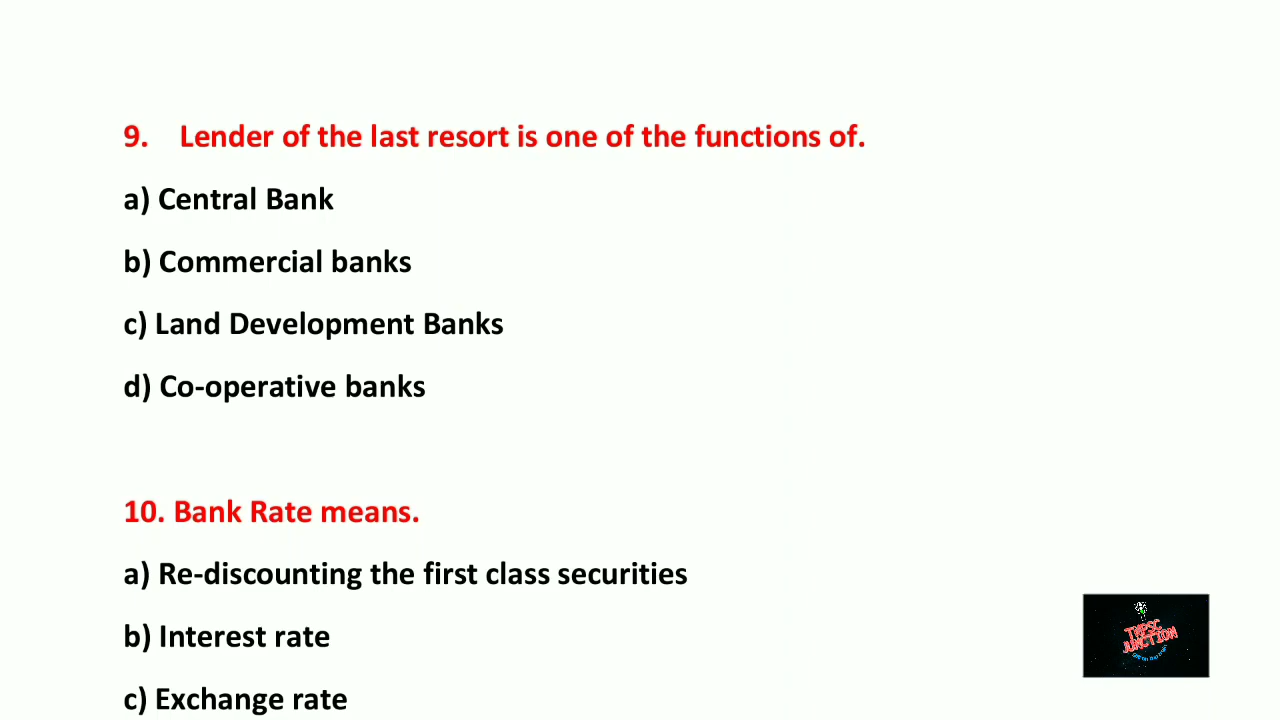 9. Lender of the last resort is one of the functions of.
a) Central Bank
b) Commercial banks
c) Land Development Banks
d) Co-operative banks
10. Bank Rate means.
a) Re-discounting the first class securities
b) Interest rate
c) Exchange rate
TNPSC
JUNCTION